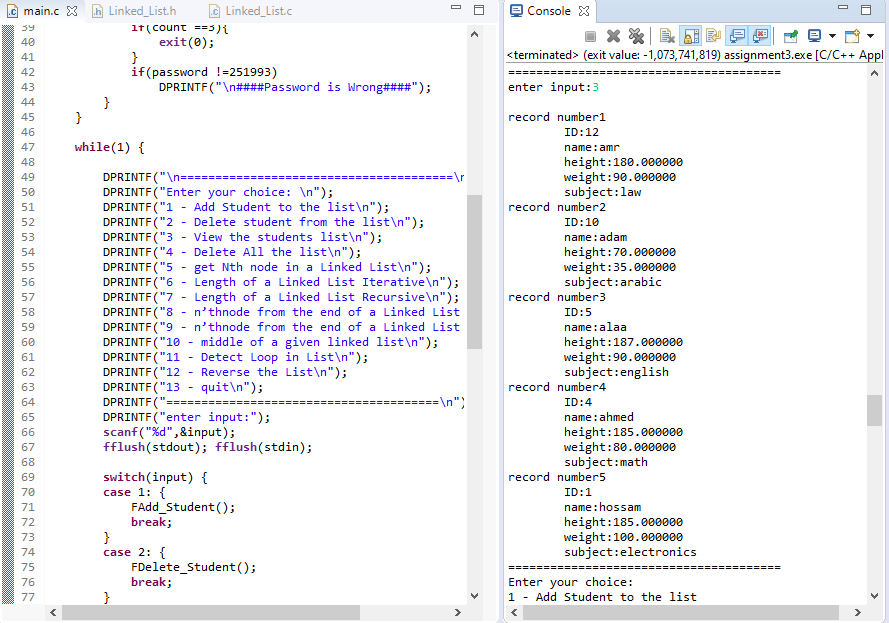 main.c
Linked_List.h
Linked_List.c
39 if(count ==3){
40 exit(0);
41 }
42 if(password !=251993)
43 DPRINTF("\n####Password is Wrong####");
44 }
45 }
46
47 while(1) {
48
49 DPRINTF("\n=======================================\n
50 DPRINTF("Enter your choice: \n");
51 DPRINTF("1 - Add Student to the list\n");
52 DPRINTF("2 - Delete student from the list\n");
53 DPRINTF("3 - View the students list\n");
54 DPRINTF("4 - Delete All the list\n");
55 DPRINTF("5 - get Nth node in a Linked List\n");
56 DPRINTF("6 - Length of a Linked List Iterative\n");
57 DPRINTF("7 - Length of a Linked List Recursive\n");
58 DPRINTF("8 - n’thnode from the end of a Linked List
59 DPRINTF("9 - n’thnode from the end of a Linked List
60 DPRINTF("10 - middle of a given linked list\n");
61 DPRINTF("11 - Detect Loop in List\n");
62 DPRINTF("12 - Reverse the List\n");
63 DPRINTF("13 - quit\n");
64 DPRINTF("=======================================\n")
65 DPRINTF("enter input:");
66 scanf("%d",&input);
67 fflush(stdout); fflush(stdin);
68
69 switch(input) {
70 case 1: {
71 FAdd_Student();
72 break;
73 }
74 case 2: {
75 FDelete_Student();
76 break;
77 }
Console
<terminated> (exit value: -1,073,741,819) assignment3.exe [C/C++ Appl
=======================================
enter input:3

record number1
ID:12
name:amr
height:180.000000
weight:90.000000
subject:law
record number2
ID:10
name:adam
height:70.000000
weight:35.000000
subject:arabic
record number3
ID:5
name:alaa
height:187.000000
weight:90.000000
subject:english
record number4
ID:4
name:ahmed
height:185.000000
weight:80.000000
subject:math
record number5
ID:1
name:hossam
height:185.000000
weight:100.000000
subject:electronics
=======================================
Enter your choice:
1 - Add Student to the list